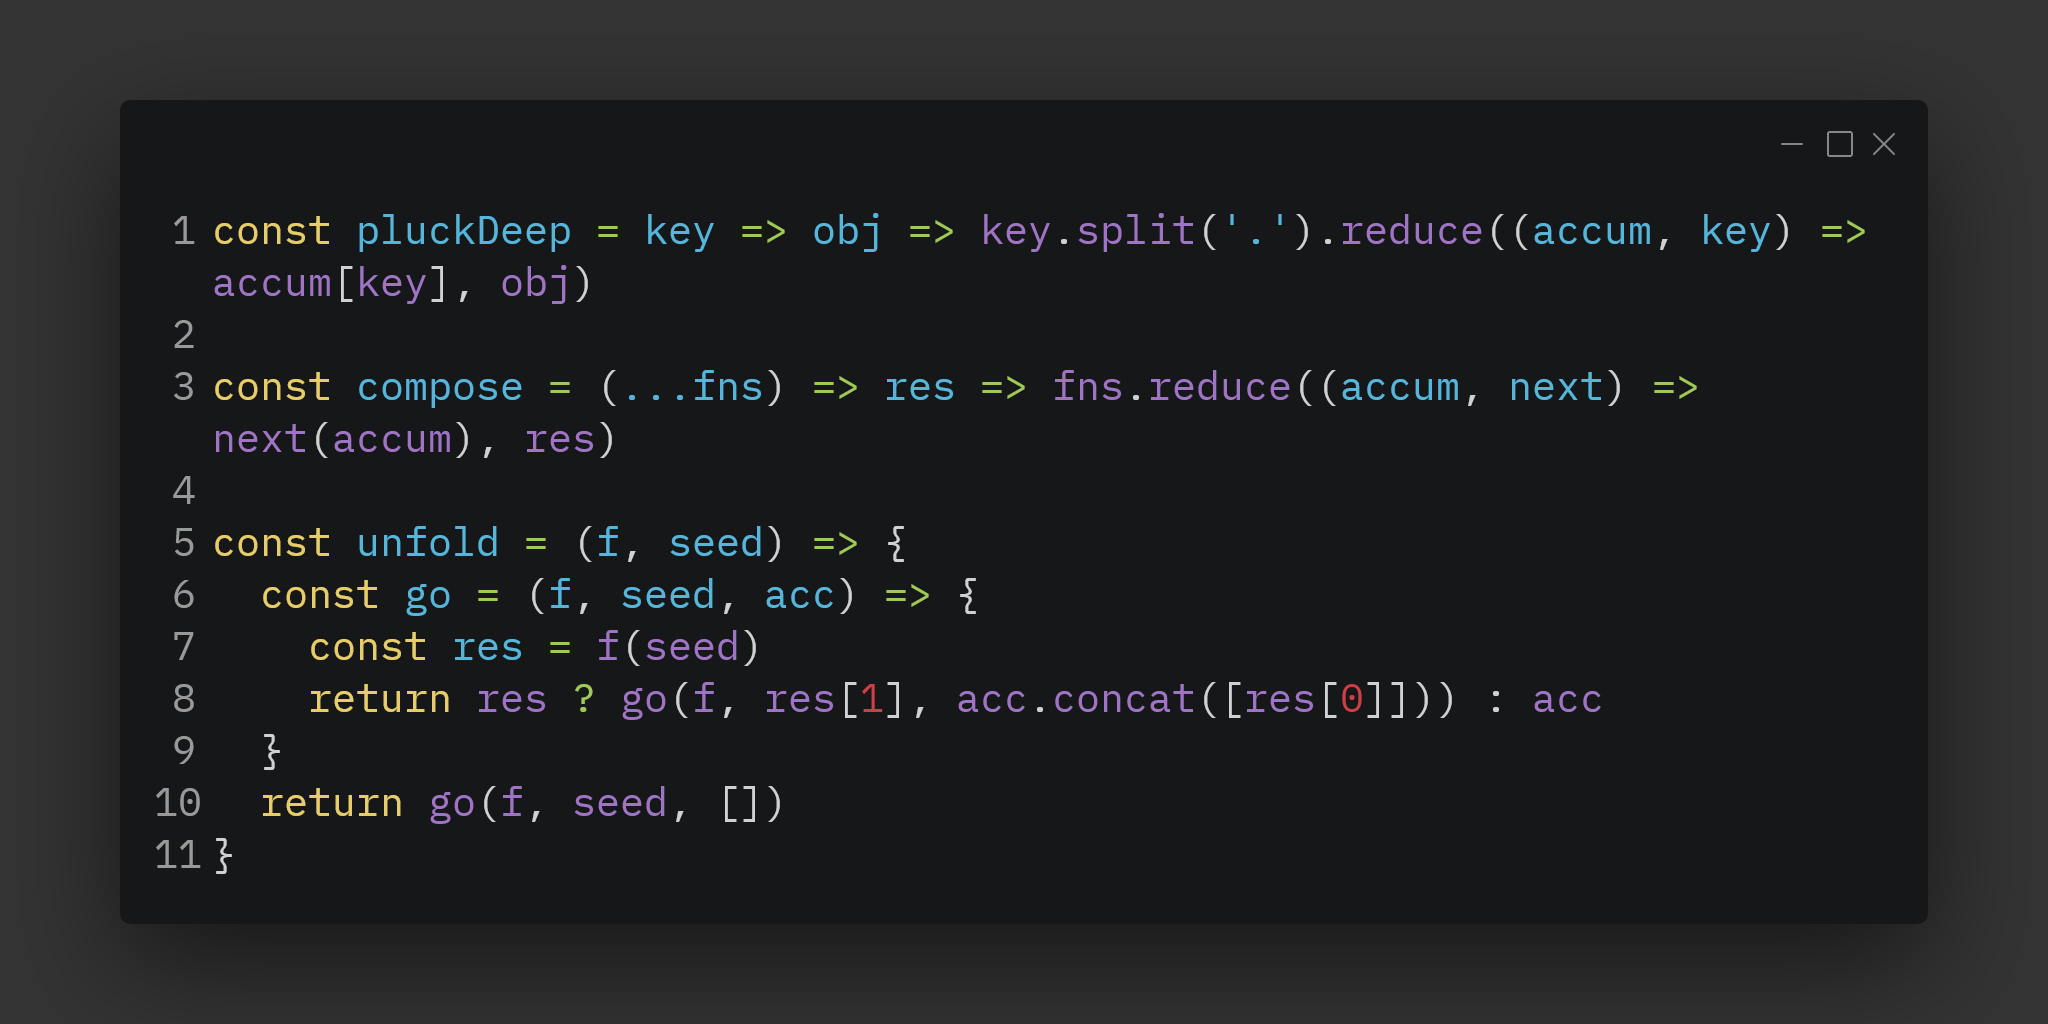 1 const pluckDeep = key => obj => key.split('.').reduce((accum, key) =>
accum[key], obj)
2
3 const compose = (...fns) => res => fns.reduce((accum, next) =>
next(accum), res)
4
5 const unfold = (f, seed) => {
6   const go = (f, seed, acc) => {
7     const res = f(seed)
8     return res ? go(f, res[1], acc.concat([res[0]])) : acc
9   }
10   return go(f, seed, [])
11 }